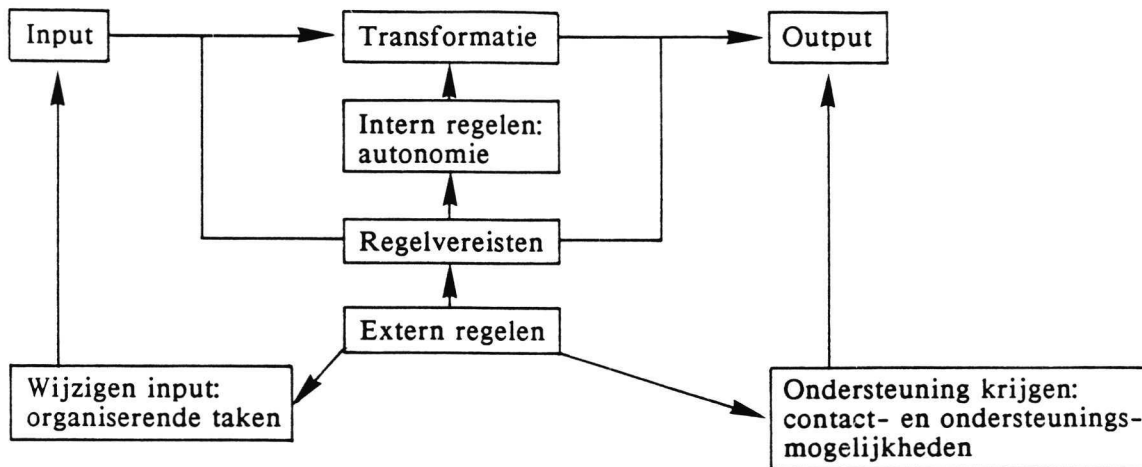 Input
Transformatie
Output
Intern regelen:
autonomie
Regelvereisten
Extern regelen
Wijzigen input:
organiserende taken
Ondersteuning krijgen:
contact- en ondersteunings-
mogelijkheden